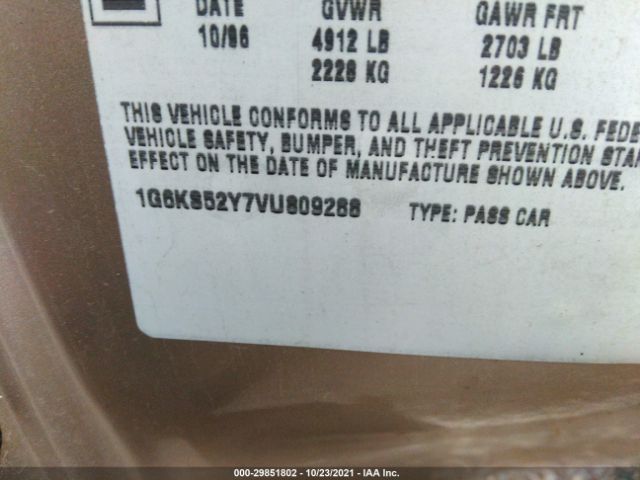 DATE GVWR GAWR FRT
10/96 4912 LB 2703 LB
2228 KG 1226 KG
THIS VEHICLE CONFORMS TO ALL APPLICABLE U.S. FEDE
VEHICLE SAFETY, BUMPER, AND THEFT PREVENTION STA
EFFECT ON THE DATE OF MANUFACTURE SHOWN ABOVE.
1G6KS52Y7VU809288 TYPE: PASS CAR
000-29851802 - 10/23/2021 - IAA Inc.